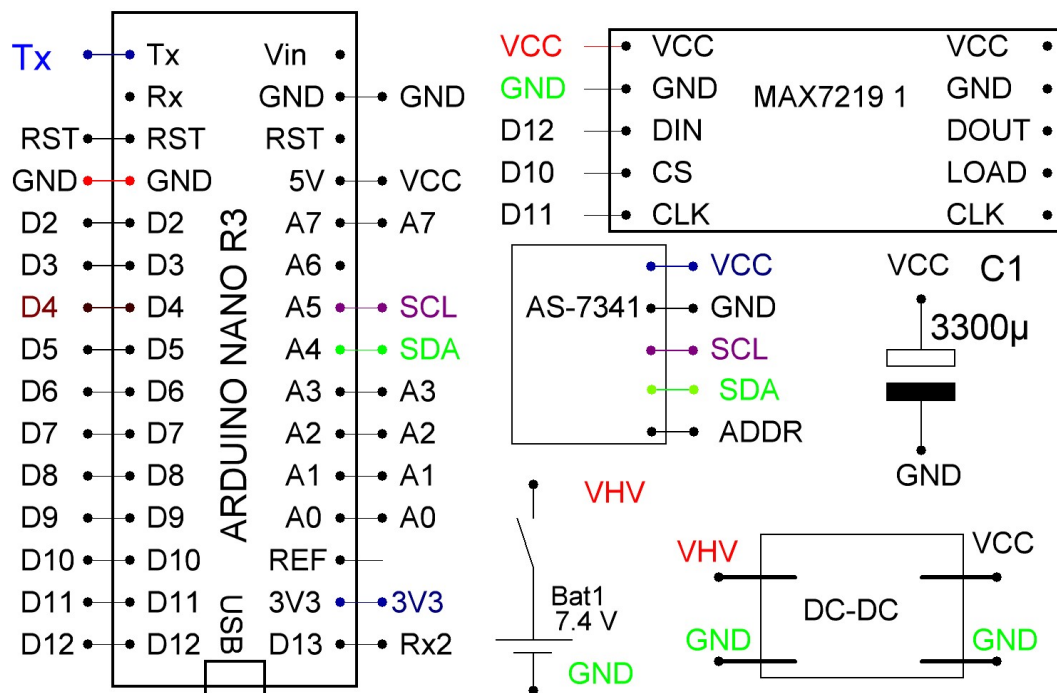 Tx Tx Vin
Rx GND GND
RST RST RST
GND GND 5V VCC
D2 D2 A7 A7
D3 D3 A6
D4 D4 A5 SCL
D5 D5 A4 SDA
D6 D6 A3 A3
D7 D7 A2 A2
D8 D8 A1 A1
D9 D9 A0 A0
D10 D10 REF
D11 D11 3V3 3V3
D12 D12 D13 Rx2
ARDUINO NANO R3
USB
VCC VCC VCC
GND GND GND
MAX7219 1
D12 DIN DOUT
D10 CS LOAD
D11 CLK CLK
AS-7341
VCC
GND
SCL
SDA
ADDR
VCC C1
3300µ
GND
VHV
Bat1
7.4 V
GND
VHV VCC
DC-DC
GND GND